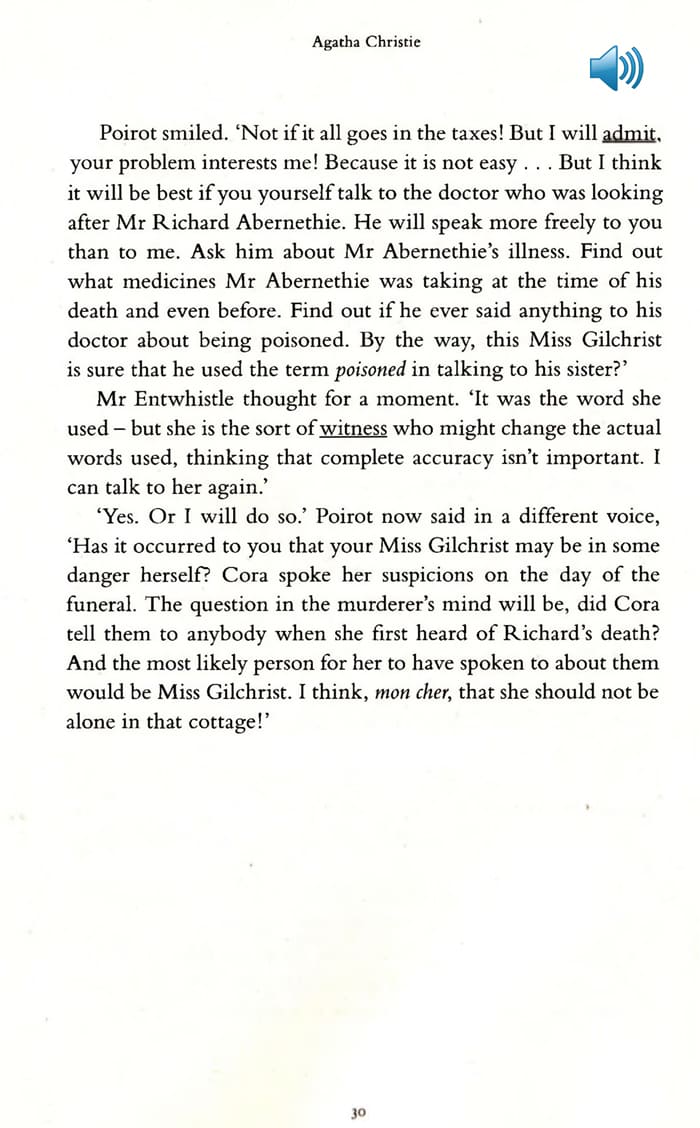 Agatha Christie
Poirot smiled. ‘Not if it all goes in the taxes! But I will admit,
your problem interests me! Because it is not easy . . . But I think
it will be best if you yourself talk to the doctor who was looking
after Mr Richard Abernethie. He will speak more freely to you
than to me. Ask him about Mr Abernethie’s illness. Find out
what medicines Mr Abernethie was taking at the time of his
death and even before. Find out if he ever said anything to his
doctor about being poisoned. By the way, this Miss Gilchrist
is sure that he used the term poisoned in talking to his sister?’
Mr Entwhistle thought for a moment. ‘It was the word she
used – but she is the sort of witness who might change the actual
words used, thinking that complete accuracy isn’t important. I
can talk to her again.’
‘Yes. Or I will do so.’ Poirot now said in a different voice,
‘Has it occurred to you that your Miss Gilchrist may be in some
danger herself? Cora spoke her suspicions on the day of the
funeral. The question in the murderer’s mind will be, did Cora
tell them to anybody when she first heard of Richard’s death?
And the most likely person for her to have spoken to about them
would be Miss Gilchrist. I think, mon cher, that she should not be
alone in that cottage!’
30